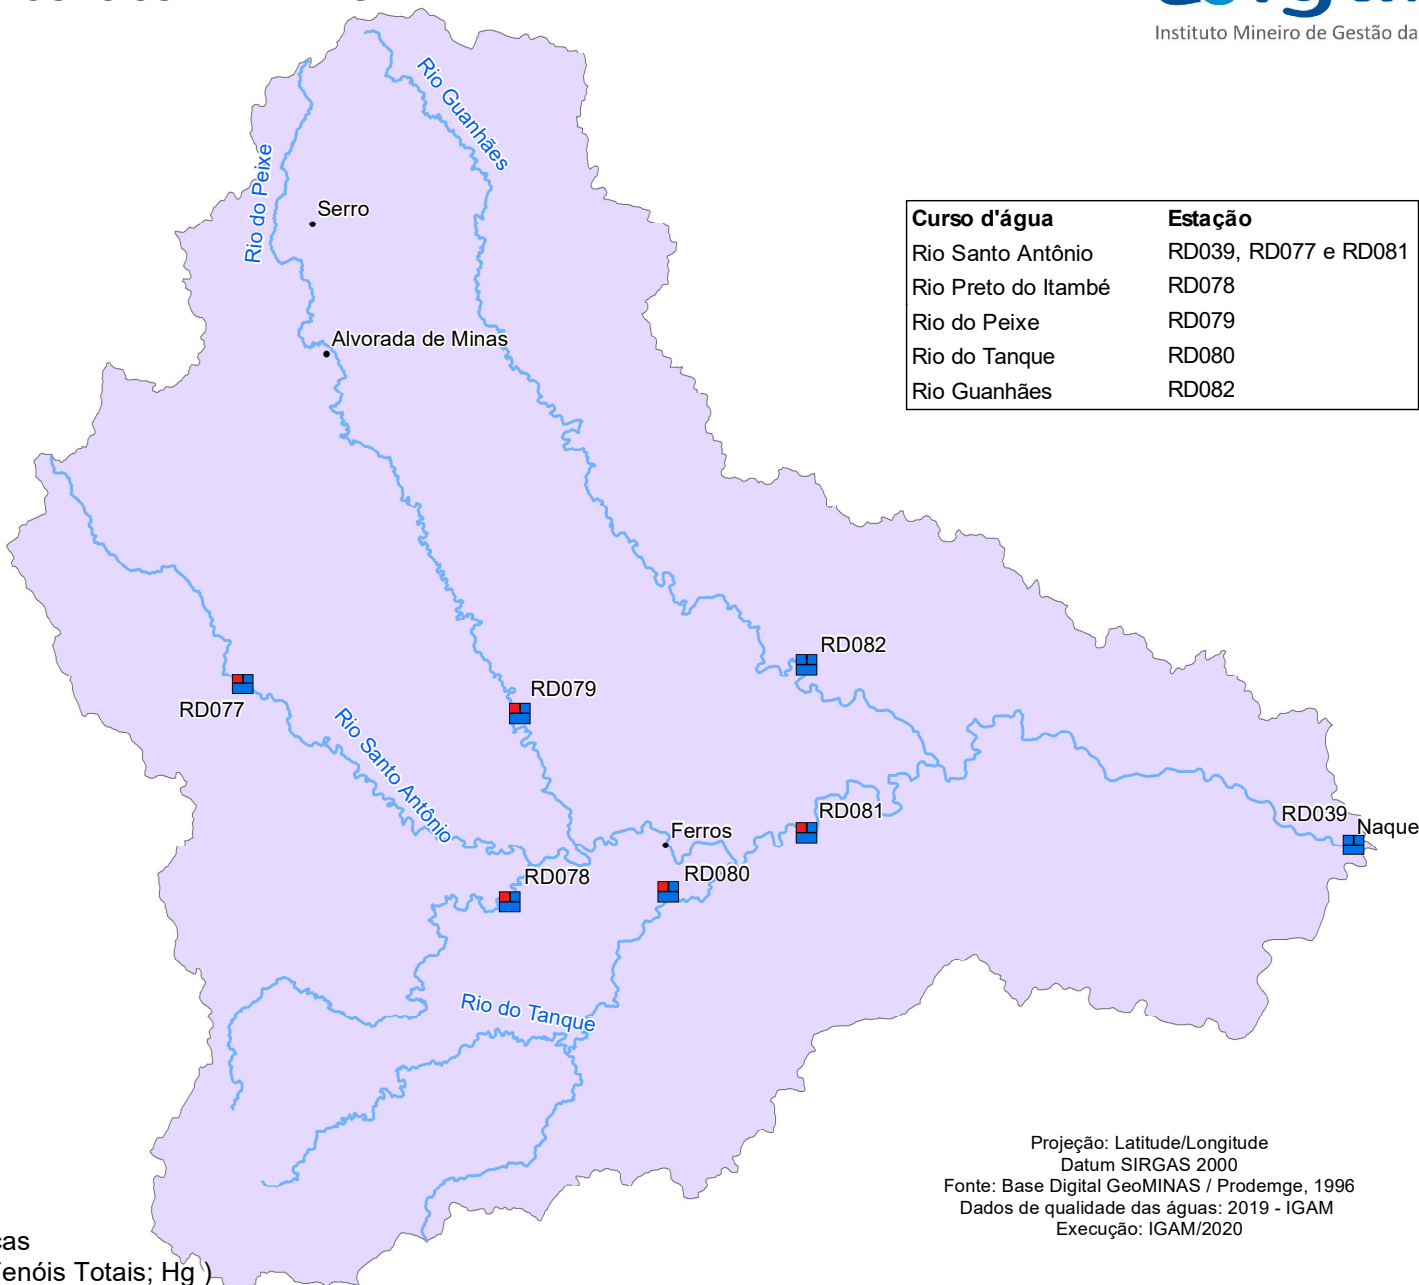 Instituto Mineiro de Gestão da
Rio Guanhães
Rio do Peixe
Serro
Curso d'água Estação
Rio Santo Antônio RD039, RD077 e RD081
Rio Preto do Itambé RD078
Rio do Peixe RD079
Rio do Tanque RD080
Rio Guanhães RD082
Alvorada de Minas
RD082
RD079
RD077
Rio Santo Antônio
RD081
RD039
Naque
Ferros
RD080
RD078
Rio do Tanque
Projeção: Latitude/Longitude
Datum SIRGAS 2000
Fonte: Base Digital GeoMINAS / Prodemge, 1996
Dados de qualidade das águas: 2019 - IGAM
Execução: IGAM/2020
enóis Totais; Hg )